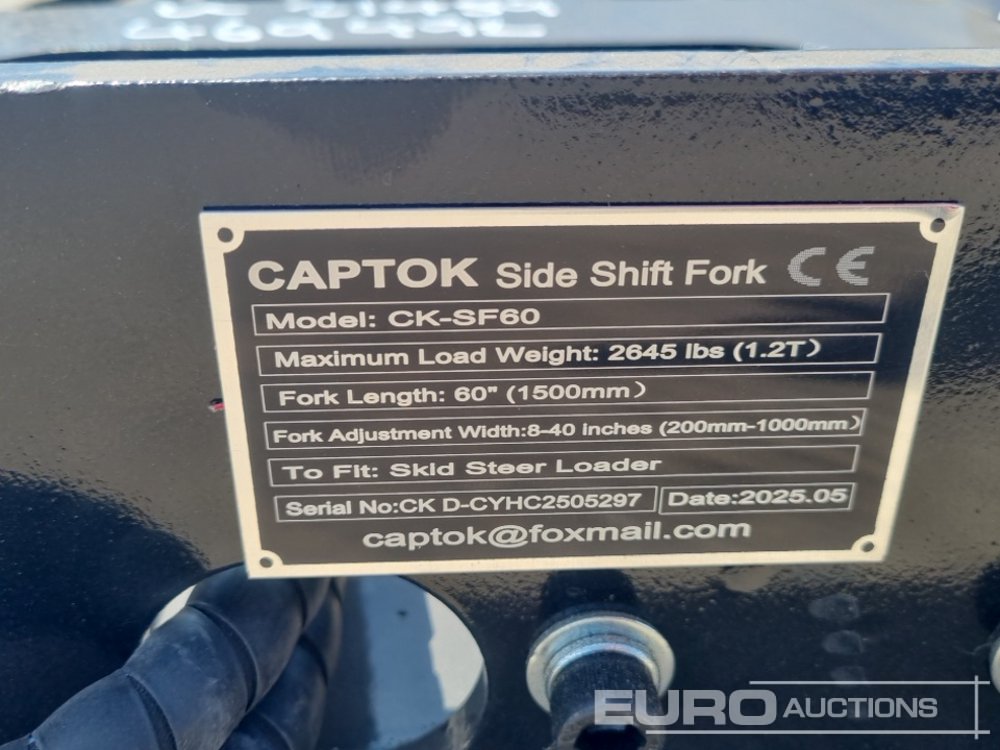 469492
CAPTOK Side Shift Fork CE
Model: CK-SF60
Maximum Load Weight: 2645 lbs (1.2T)
Fork Length: 60" (1500mm)
Fork Adjustment Width:8-40 inches (200mm-1000mm)
To Fit: Skid Steer Loader
Serial No:CK D-CYHC2505297 Date:2025.05
captok@foxmail.com
EURO AUCTIONS